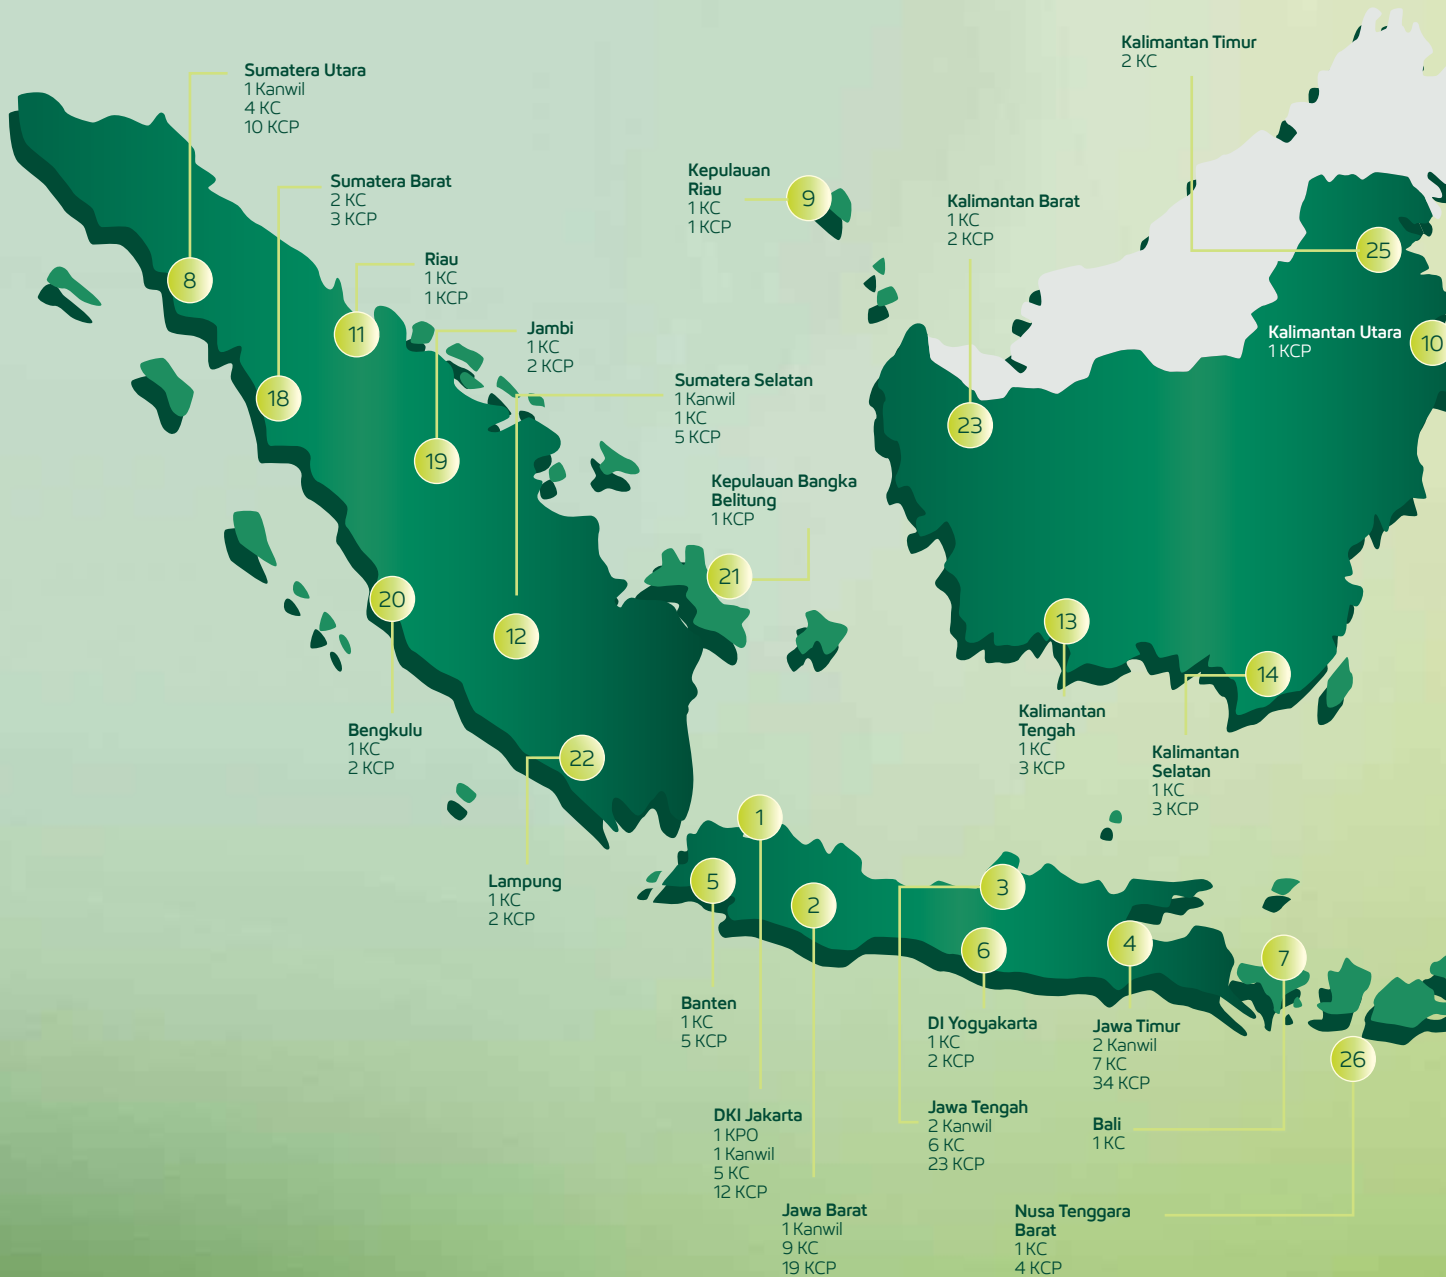 Kalimantan Timur
2 KC
Sumatera Utara
1 Kanwil
4 KC
10 KCP
Sumatera Barat
2 KC
3 KCP
Kepulauan
Riau
1 KC
1 KCP
9
Kalimantan Barat
1 KC
2 KCP
25
8
Riau
1 KC
1 KCP
11
Jambi
1 KC
2 KCP
Kalimantan Utara
1 KCP
10
Sumatera Selatan
1 Kanwil
1 KC
5 KCP
18
23
19
Kepulauan Bangka
Belitung
1 KCP
21
20
12
13
14
Bengkulu
1 KC
2 KCP
22
Kalimantan
Tengah
1 KC
3 KCP
Kalimantan
Selatan
1 KC
3 KCP
1
Lampung
1 KC
2 KCP
5
2
3
6
4
7
Banten
1 KC
5 KCP
DI Yogyakarta
1 KC
2 KCP
Jawa Timur
2 Kanwil
7 KC
34 KCP
26
DKI Jakarta
1 KPO
1 Kanwil
5 KC
12 KCP
Jawa Tengah
2 Kanwil
6 KC
23 KCP
Bali
1 KC
Jawa Barat
1 Kanwil
9 KC
19 KCP
Nusa Tenggara
Barat
1 KC
4 KCP